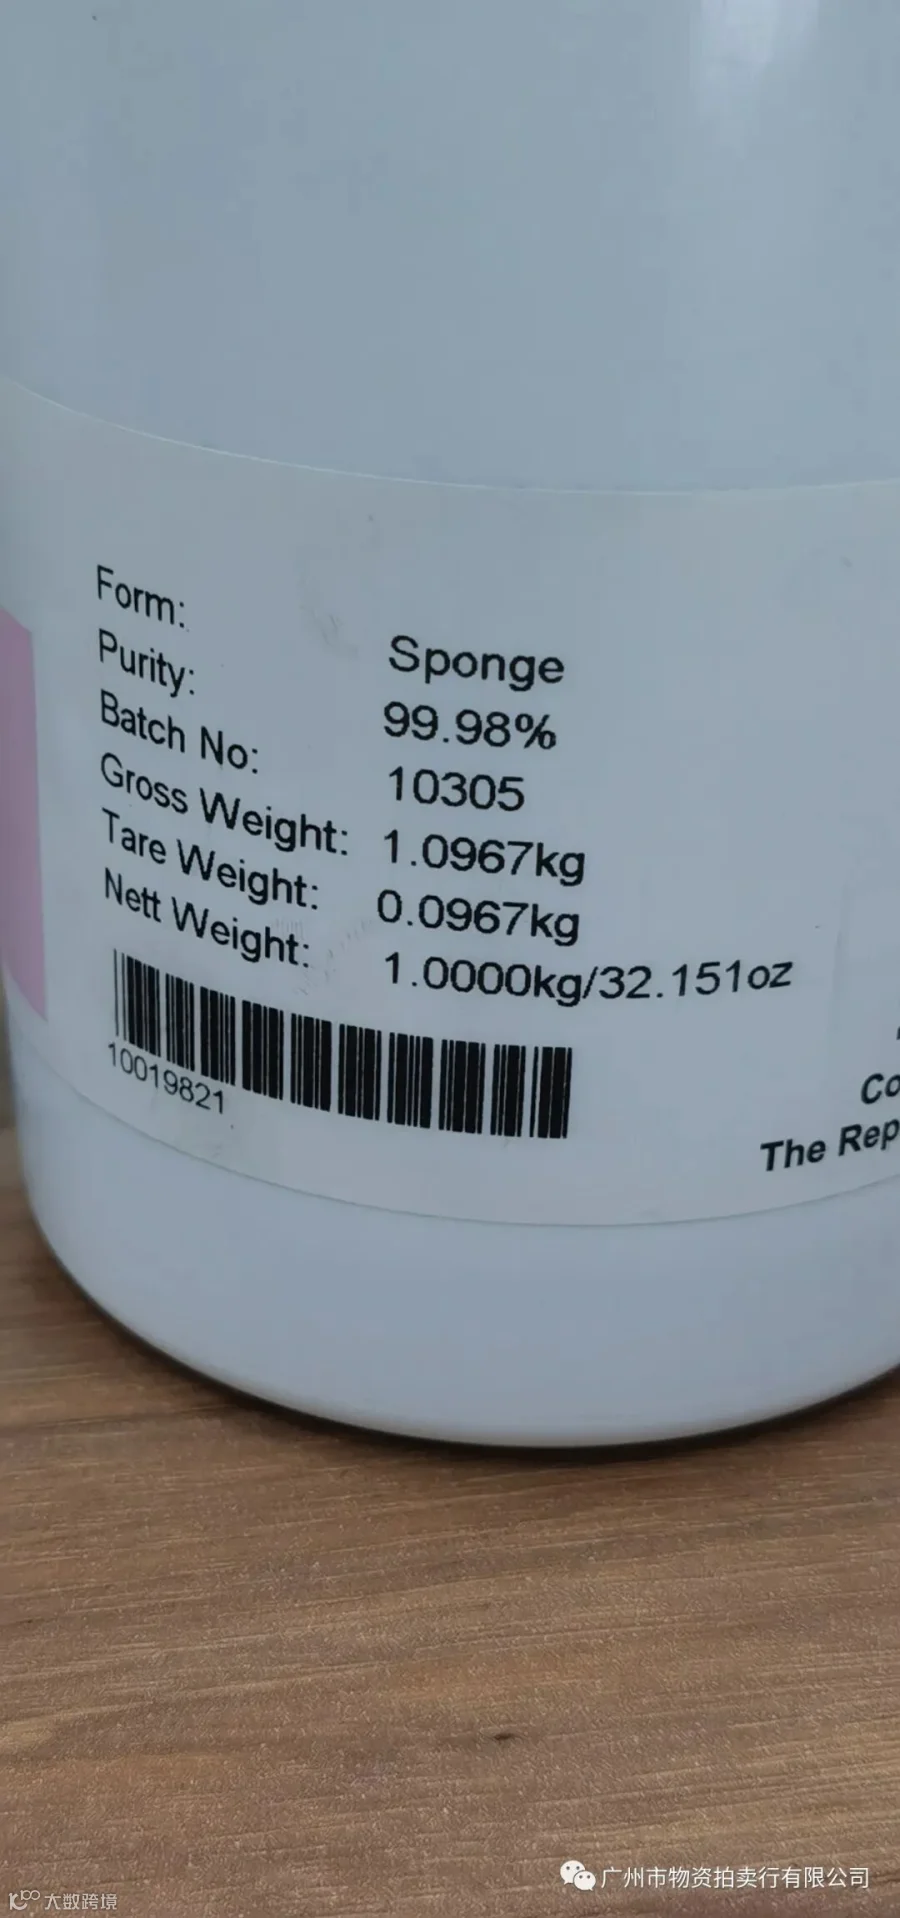 Form: Sponge
Purity: 99.98%
Batch No: 10305
Gross Weight: 1.0967kg
Tare Weight: 0.0967kg
Nett Weight: 1.0000kg/32.151oz
10019821
The
广州市物资拍卖行有限公司
大数跨境